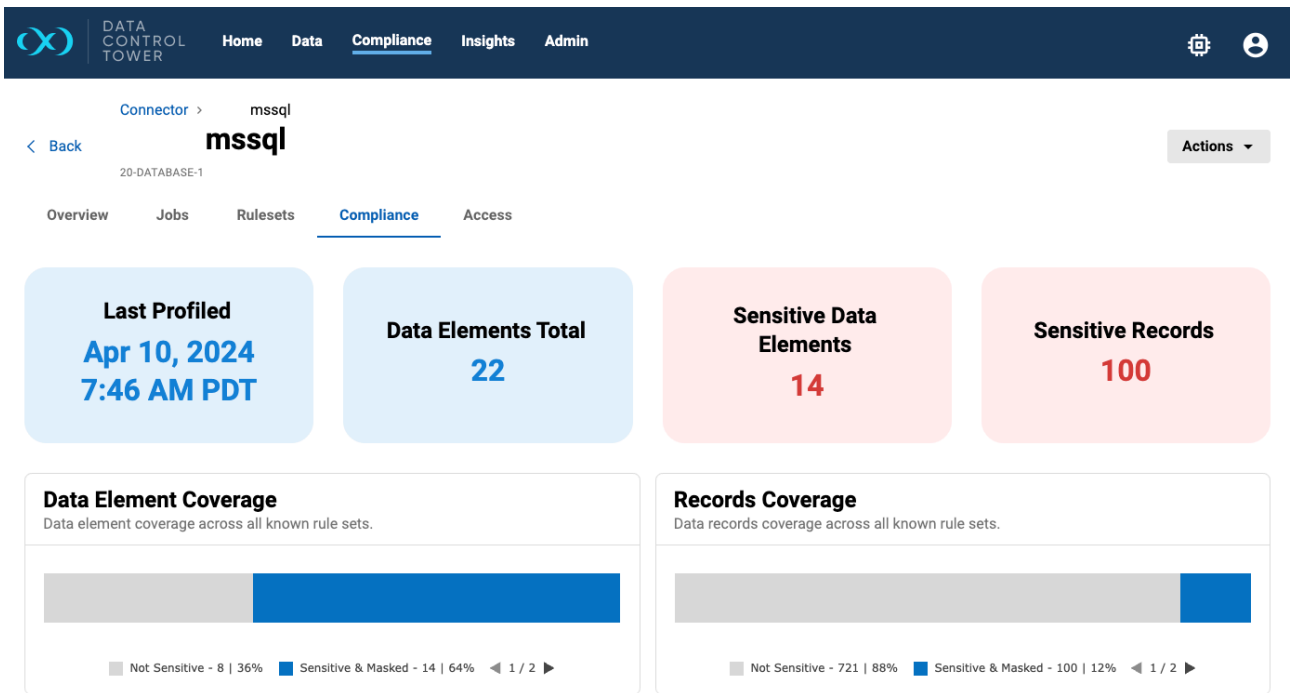 DATA
CONTROL
TOWER
Home Data Compliance Insights Admin
Connector > mssql
< Back
mssql
Actions
20-DATABASE-1
Overview Jobs Rulesets Compliance Access
Last Profiled
Apr 10, 2024
7:46 AM PDT
Data Elements Total
22
Sensitive Data
Elements
14
Sensitive Records
100
Data Element Coverage
Data element coverage across all known rule sets.
Not Sensitive - 8 | 36% Sensitive & Masked - 14 | 64% 1 / 2
Records Coverage
Data records coverage across all known rule sets.
Not Sensitive - 721 | 88% Sensitive & Masked - 100 | 12% 1 / 2